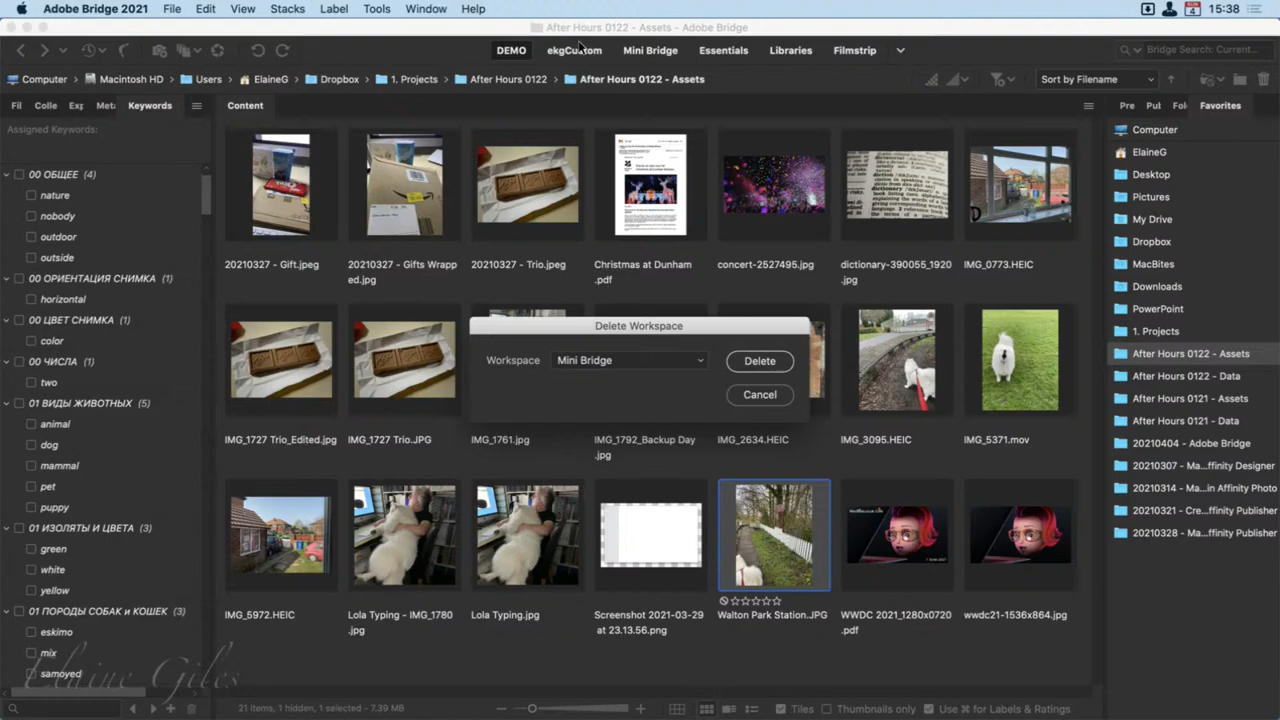 Adobe Bridge 2021 File Edit View Stacks Label Tools Window Help 4 15:38
After Hours 0122 - Assets - Adobe Bridge
DEMO ekgCustom Mini Bridge Essentials Libraries Filmstrip Bridge Search: Current...
Computer Macintosh HD Users ElaineG Dropbox 1. Projects After Hours 0122 After Hours 0122 - Assets Sort by Filename
Fil Colle Exp Meta Keywords Content Pre Pul Fol Favorites
Assigned Keywords:
00 ОБЩЕЕ (4)
nature
nobody
outdoor
outside
00 ОРИЕНТАЦИЯ СНИМКА (1)
horizontal
00 ЦВЕТ СНИМКА (1)
color
00 ЧИСЛА (1)
two
01 ВИДЫ ЖИВОТНЫХ (5)
animal
dog
mammal
pet
puppy
01 ИЗОЛЯТЫ И ЦВЕТА (3)
green
white
yellow
01 ПОРОДЫ СОБАК и КОШЕК (3)
eskimo
mix
samoyed
Elaine Giles
20210327 - Gift.jpeg
20210327 - Gifts Wrapp
ed.jpg
20210327 - Trio.jpeg
Christmas at Dunham
.pdf
concert-2527495.jpg
dictionary-390055_1920
.jpg
IMG_0773.HEIC
Delete Workspace
Workspace Mini Bridge Delete
Cancel
IMG_1727 Trio_Edited.jpg
IMG_1727 Trio.JPG
IMG_1761.jpg
IMG_1792_Backup Day
.jpg
IMG_2634.HEIC
IMG_3095.HEIC
IMG_5371.mov
IMG_5972.HEIC
Lola Typing - IMG_1780
.jpg
Lola Typing.jpg
Screenshot 2021-03-29
at 23.13.56.png
Walton Park Station.JPG
WWDC 2021_1280x0720
.pdf
wwdc21-1536x864.jpg
Computer
ElaineG
Desktop
Pictures
My Drive
Dropbox
MacBites
Downloads
PowerPoint
1. Projects
After Hours 0122 - Assets
After Hours 0122 - Data
After Hours 0121 - Assets
After Hours 0121 - Data
20210404 - Adobe Bridge
20210307 - Ma...ffinity Designer
20210314 - Ma...in Affinity Photo
20210321 - Cre...ffinity Publisher
20210328 - Ma...ffinity Publisher
21 items, 1 hidden, 1 selected - 7.39 MB Tiles Thumbnails only Use ⌘ for Labels & Ratings